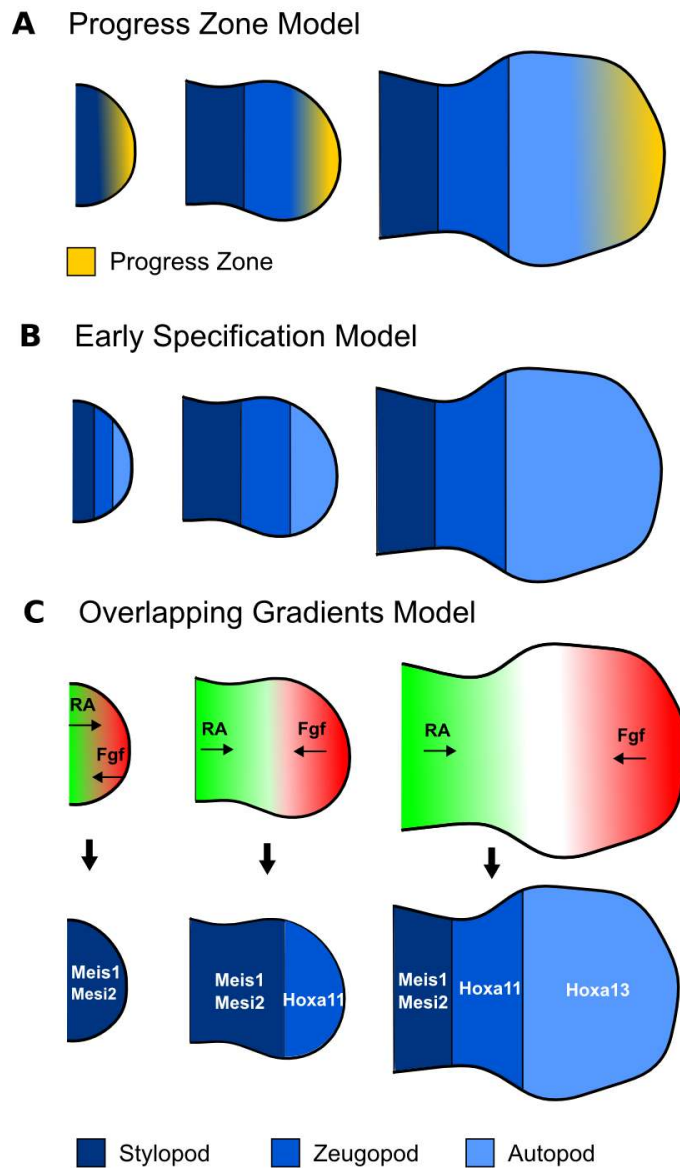 A Progress Zone Model
Progress Zone
B Early Specification Model
C Overlapping Gradients Model
RA
Fgf
RA
Fgf
RA
Fgf
Meis1
Mesi2
Meis1
Mesi2
Hoxa11
Meis1
Mesi2
Hoxa11
Hoxa13
Stylopod
Zeugopod
Autopod